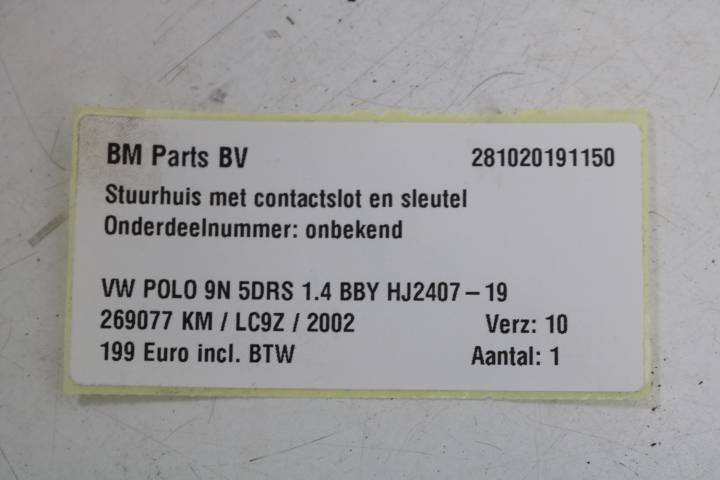 BM Parts BV 281020191150
Stuurhuis met contactslot en sleutel
Onderdeelnummer: onbekend
VW POLO 9N 5DRS 1.4 BBY HJ2407 – 19
269077 KM / LC9Z / 2002 Verz: 10
199 Euro incl. BTW Aantal: 1